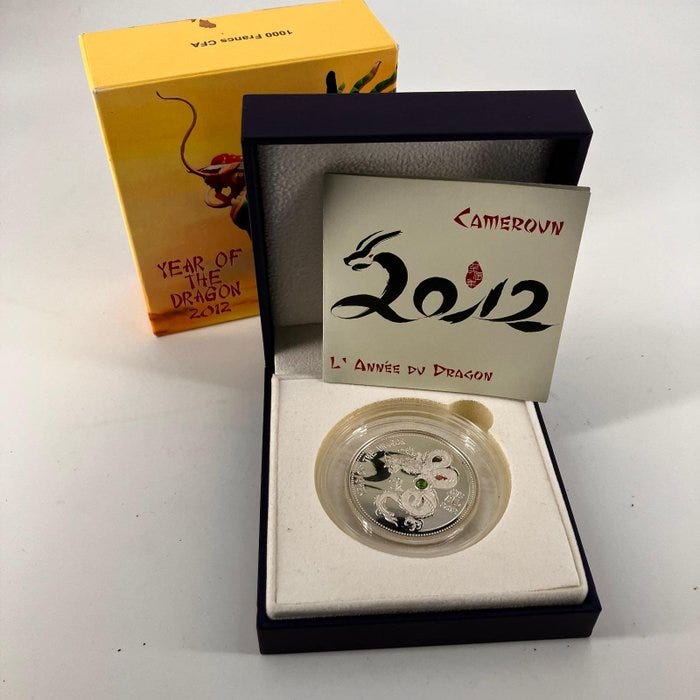 1000 Francs CFA
YEAR OF
THE
DRAGON
2012
CAMEROUN
2012
L' ANNÉE DU DRAGON